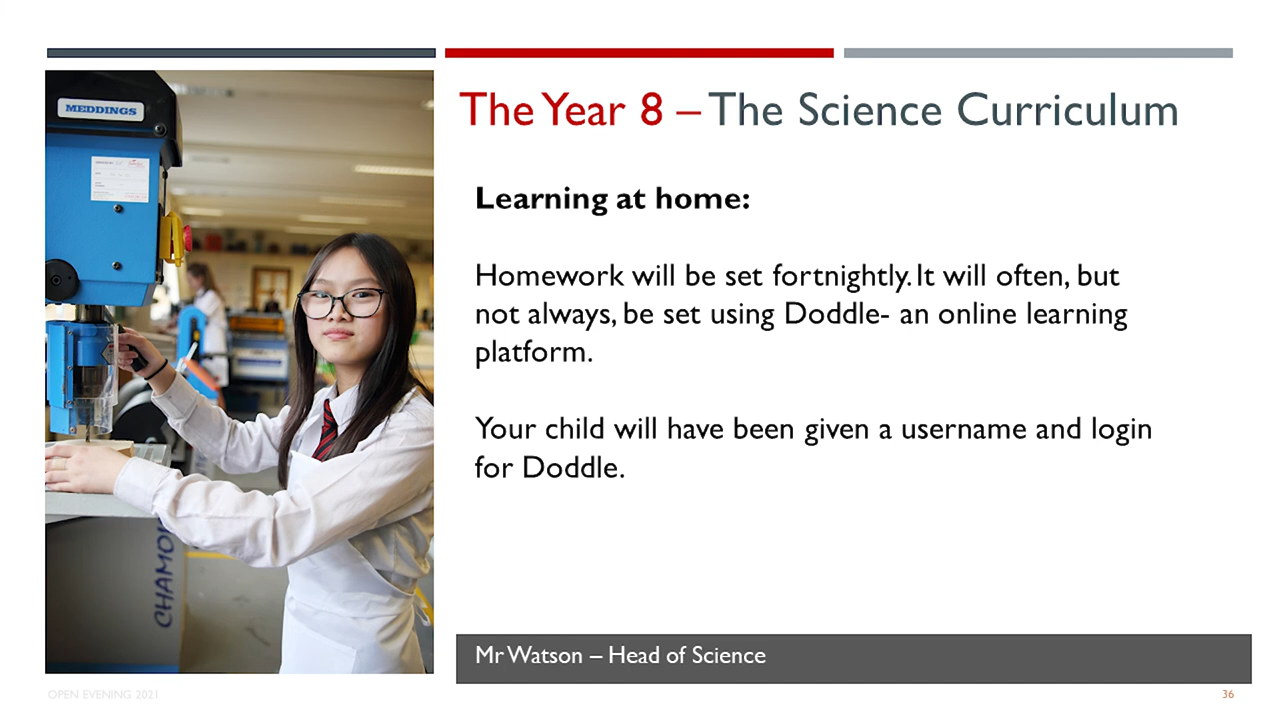 MEDDINGS
CHAMO
The Year 8 – The Science Curriculum
Learning at home:
Homework will be set fortnightly. It will often, but
not always, be set using Doddle- an online learning
platform.
Your child will have been given a username and login
for Doddle.
Mr Watson – Head of Science
OPEN EVENING 2021
36